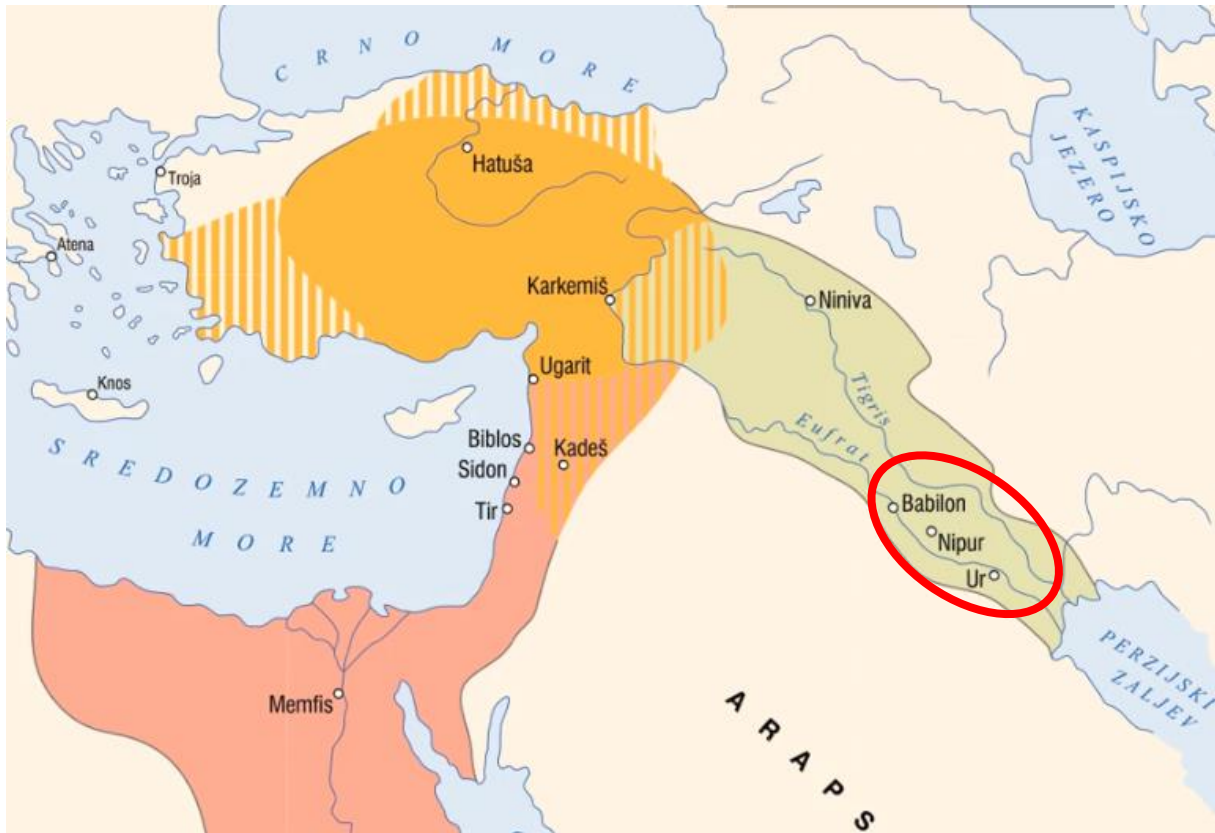 CRNO MORE
KASPIJSKO
JEZERO
Hatuša
Troja
Atena
Karkemiš
Niniva
Ugarit
Knos
Tigris
Eufrat
Biblos
Kadeš
Sidon
Tir
SREDOZEMNO
MORE
Babilon
Nipur
Ur
PERZIJSKI
ZALJEV
Memfis
ARAPS